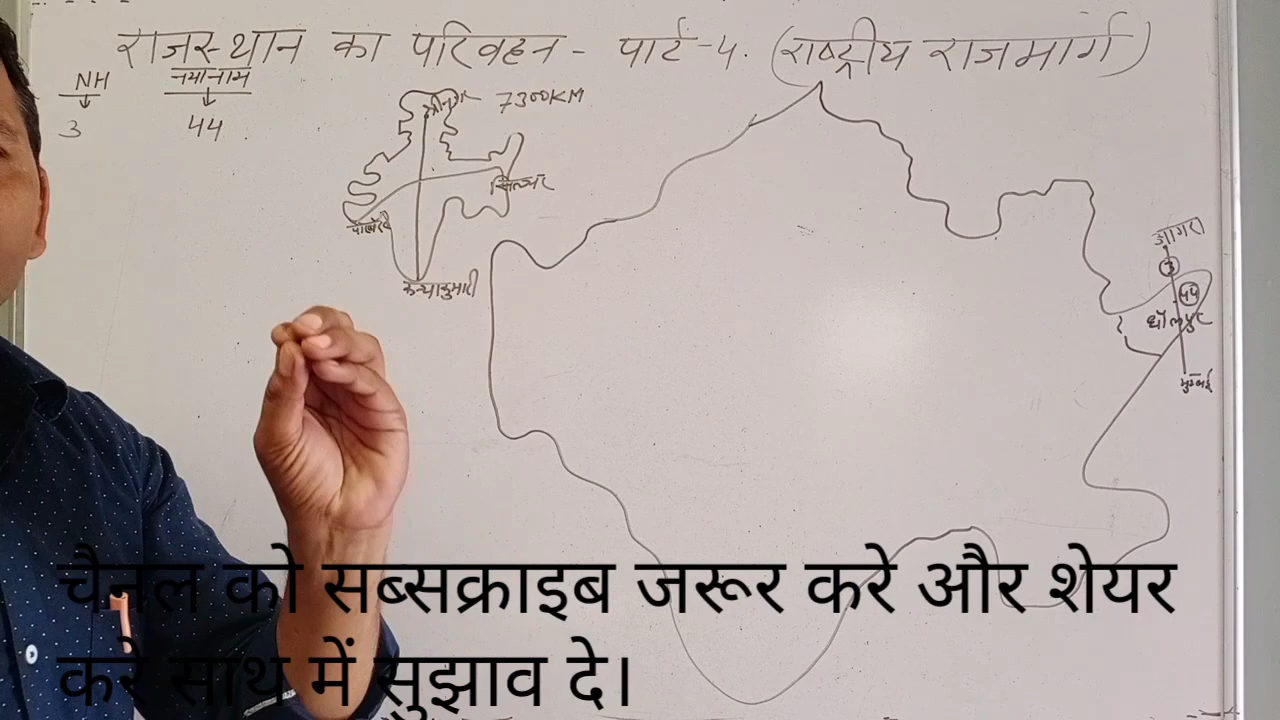 राजस्थान का परिवहन - पार्ट-4. (राष्ट्रीय राजमार्ग)
NH नयानाम
3 44
श्रीनगर 7300KM
सिल्चर
पोरबंदर
कन्याकुमारी
आगरा
3
44
धौलपुर
मुम्बई
चैनल को सब्सक्राइब जरूर करे और शेयर
करे साथ में सुझाव दे।